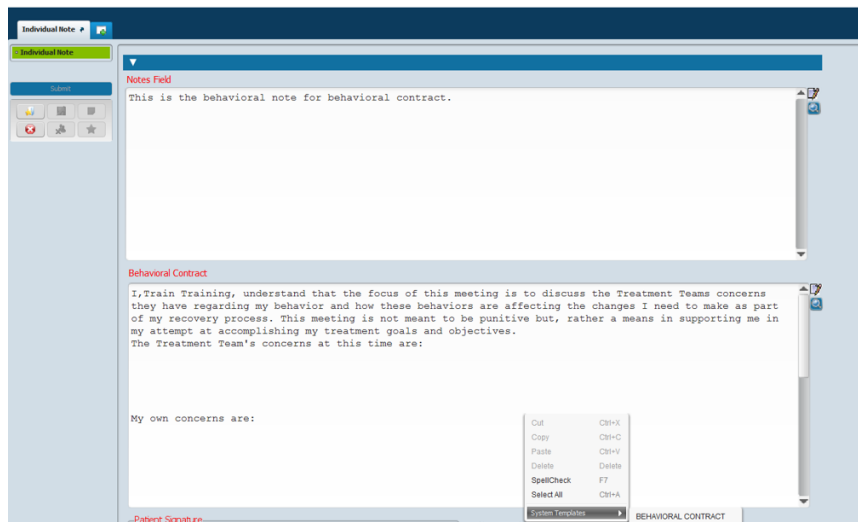 Individual Note
Individual Note
Submit
Notes Field
This is the behavioral note for behavioral contract.
Behavioral Contract
I,Train Training, understand that the focus of this meeting is to discuss the Treatment Teams concerns
they have regarding my behavior and how these behaviors are affecting the changes I need to make as part
of my recovery process. This meeting is not meant to be punitive but, rather a means in supporting me in
my attempt at accomplishing my treatment goals and objectives.
The Treatment Team's concerns at this time are:
My own concerns are:
Cut Ctrl+X
Copy Ctrl+C
Paste Ctrl+V
Delete Delete
SpellCheck F7
Select All Ctrl+A
System Templates
BEHAVIORAL CONTRACT
Patient Signature